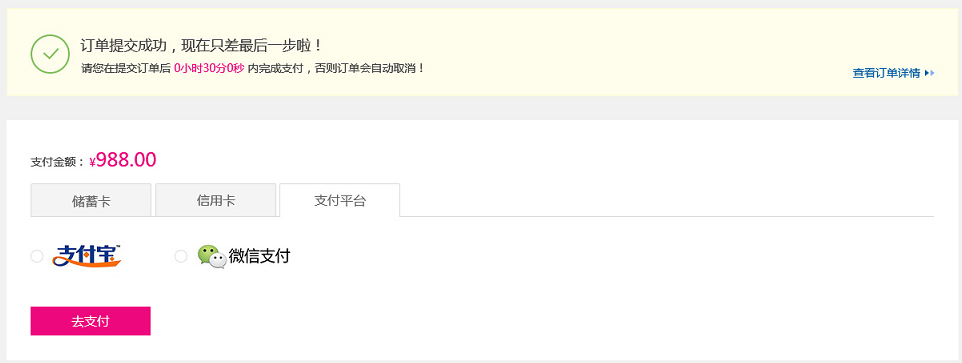 订单提交成功，现在只差最后一步啦！
请您在提交订单后 0小时30分0秒 内完成支付，否则订单会自动取消！
查看订单详情
支付金额：¥988.00
储蓄卡 信用卡 支付平台
支付宝 微信支付
去支付